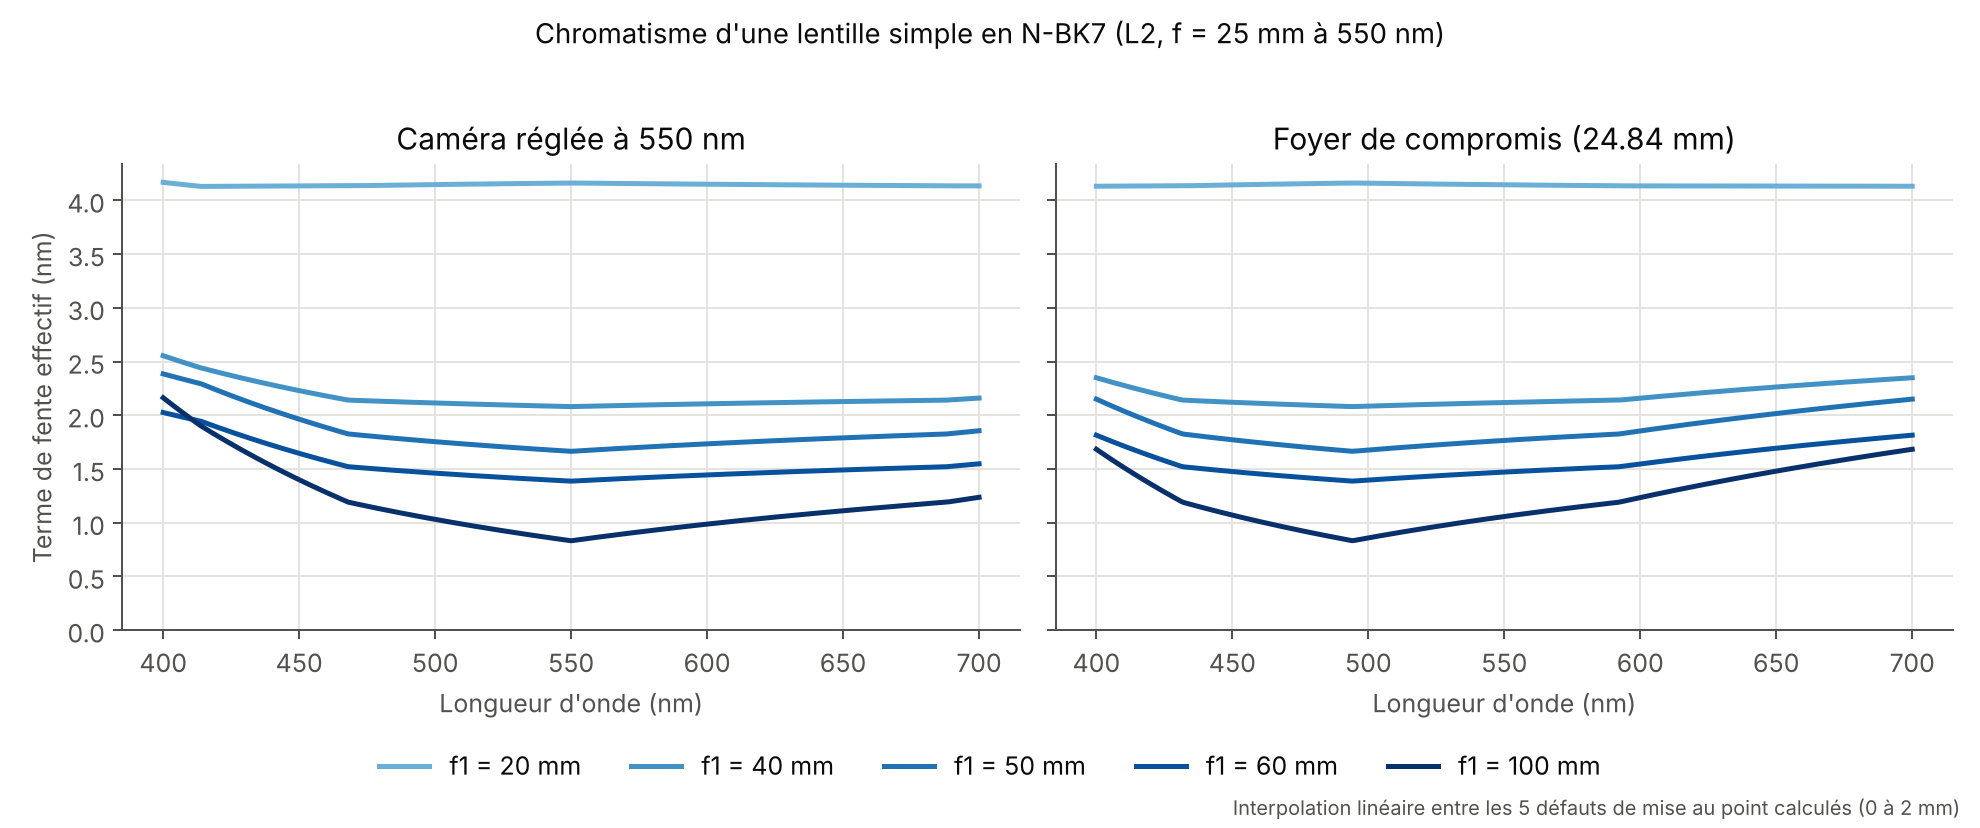 Chromatisme d'une lentille simple en N-BK7 (L2, f = 25 mm à 550 nm)
Caméra réglée à 550 nm
Foyer de compromis (24.84 mm)
Terme de fente effectif (nm)
4.0
3.5
3.0
2.5
2.0
1.5
1.0
0.5
0.0
400 450 500 550 600 650 700
400 450 500 550 600 650 700
Longueur d'onde (nm)
Longueur d'onde (nm)
f1 = 20 mm f1 = 40 mm f1 = 50 mm f1 = 60 mm f1 = 100 mm
Interpolation linéaire entre les 5 défauts de mise au point calculés (0 à 2 mm)